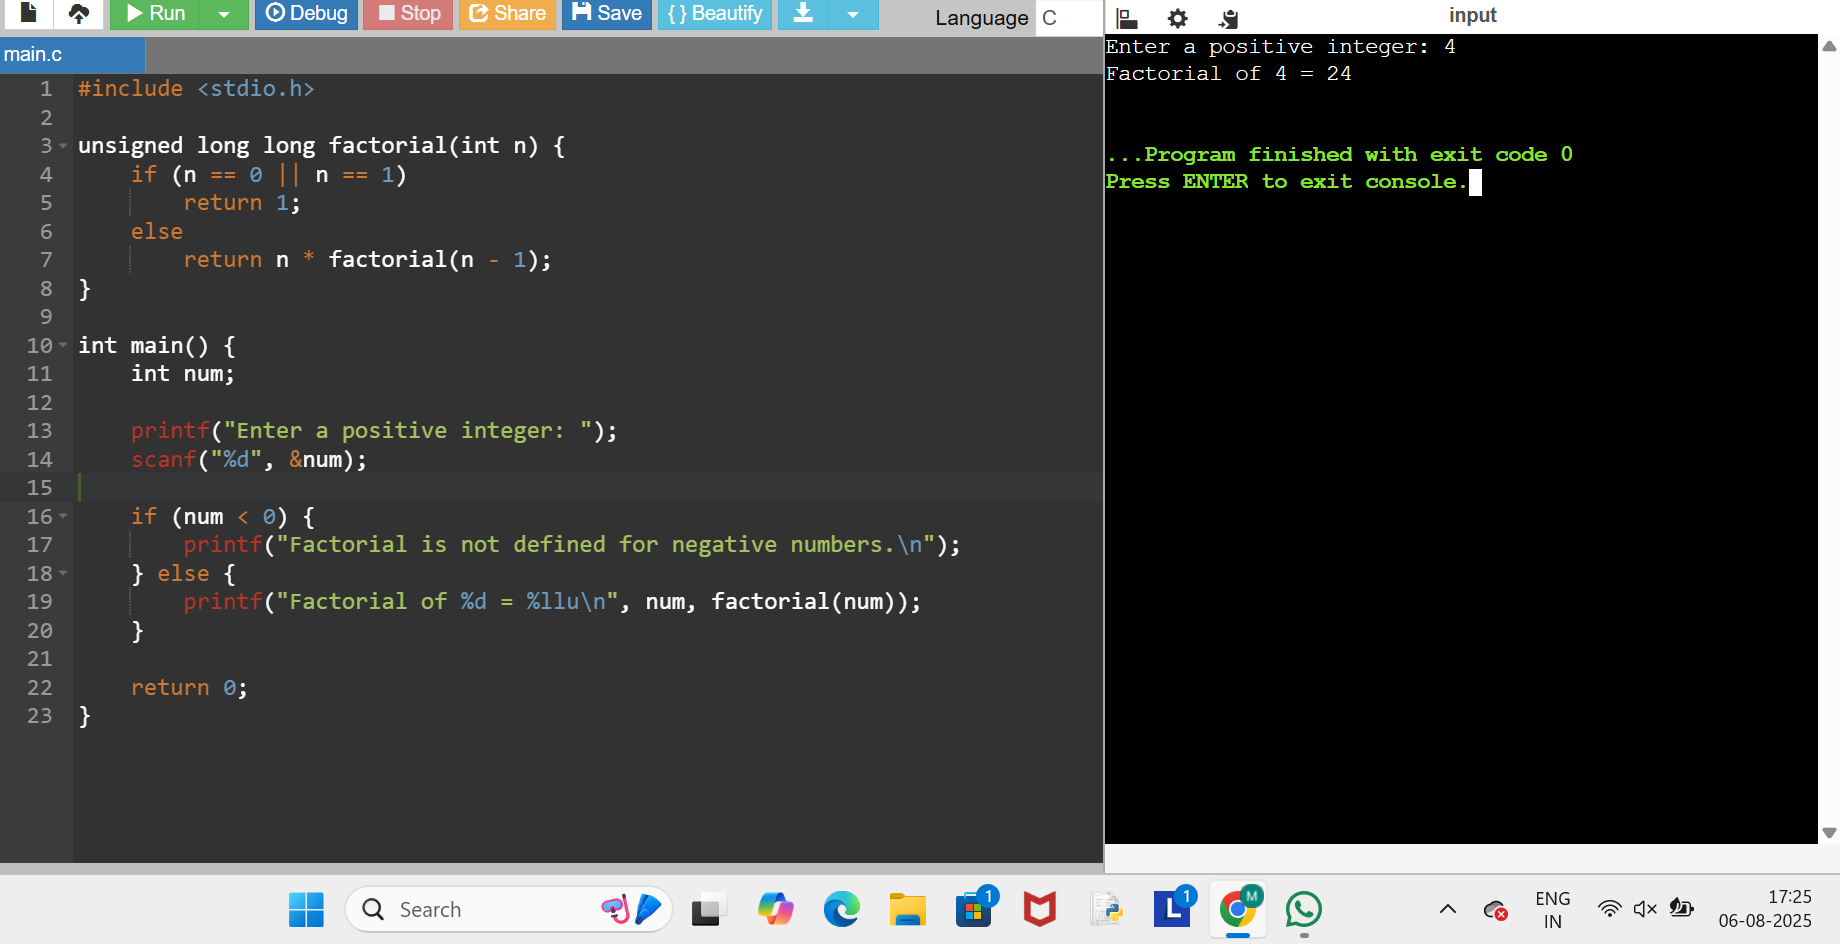 Run
Debug
Stop
Share
Save
{ } Beautify
Language C
input
main.c
1 #include <stdio.h>
2
3 unsigned long long factorial(int n) {
4 if (n == 0 || n == 1)
5 return 1;
6 else
7 return n * factorial(n - 1);
8 }
9
10 int main() {
11 int num;
12
13 printf("Enter a positive integer: ");
14 scanf("%d", &num);
15
16 if (num < 0) {
17 printf("Factorial is not defined for negative numbers.\n");
18 } else {
19 printf("Factorial of %d = %llu\n", num, factorial(num));
20 }
21
22 return 0;
23 }
Enter a positive integer: 4
Factorial of 4 = 24
...Program finished with exit code 0
Press ENTER to exit console.
Search
1
L
1
M
ENG
IN
17:25
06-08-2025